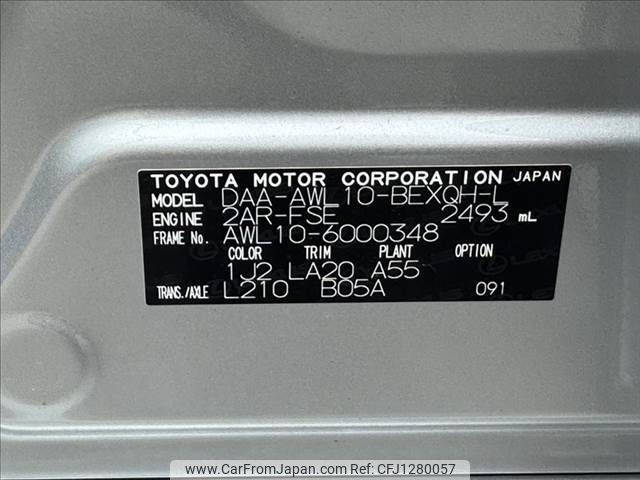 TOYOTA MOTOR CORPORATION JAPAN
MODEL DAA-AWL10-BEXQH-L
ENGINE 2AR-FSE 2493 mL
FRAME No. AWL10-6000348
COLOR TRIM PLANT OPTION
1J2 LA20 A55
TRANS./AXLE L210 B05A 091
www.CarFromJapan.com | REF No. CFJ1280057